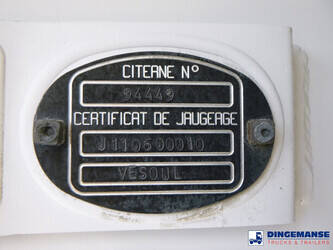 CITERNE N°
94449
CERTIFICAT DE JAUGEAGE
J110600010
VESOUL
DINGEMANSE
TRUCKS & TRAILERS